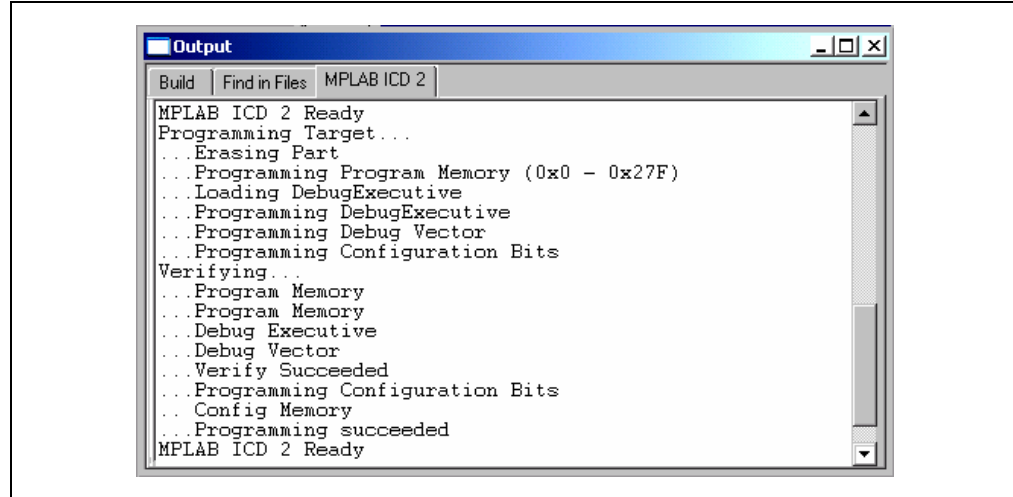 Output
Build Find in Files MPLAB ICD 2
MPLAB ICD 2 Ready
Programming Target...
...Erasing Part
...Programming Program Memory (0x0 - 0x27F)
...Loading DebugExecutive
...Programming DebugExecutive
...Programming Debug Vector
...Programming Configuration Bits
Verifying...
...Program Memory
...Program Memory
...Debug Executive
...Debug Vector
...Verify Succeeded
...Programming Configuration Bits
.. Config Memory
...Programming succeeded
MPLAB ICD 2 Ready